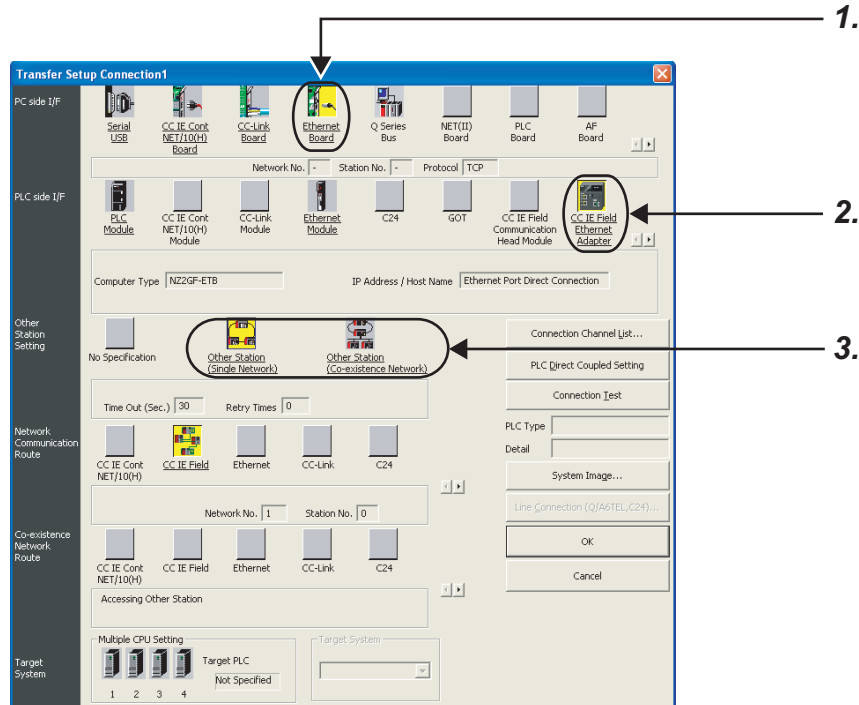 1.
Transfer Setup Connection1
PC side I/F
Serial
USB
CC IE Cont
NET/10(H)
Board
CC-Link
Board
Ethernet
Board
Q Series
Bus
NET(II)
Board
PLC
Board
AF
Board
Network No. - Station No. - Protocol TCP
PLC side I/F
PLC
Module
CC IE Cont
NET/10(H)
Module
CC-Link
Module
Ethernet
Module
C24
GOT
CC IE Field
Communication
Head Module
CC IE Field
Ethernet
Adapter
2.
Computer Type NZ2GF-ETB IP Address / Host Name Ethernet Port Direct Connection
Other
Station
Setting
No Specification
Other Station
(Single Network)
Other Station
(Co-existence Network)
3.
Time Out (Sec.) 30 Retry Times 0
Connection Channel List...
PLC Direct Coupled Setting
Connection Test
PLC Type
Detail
System Image...
Line Connection (Q/A6TEL,C24)...
OK
Cancel
Network
Communication
Route
CC IE Cont
NET/10(H)
CC IE Field
Ethernet
CC-Link
C24
Network No. 1 Station No. 0
Co-existence
Network
Route
CC IE Cont
NET/10(H)
CC IE Field
Ethernet
CC-Link
C24
Accessing Other Station
Target
System
Multiple CPU Setting
1 2 3 4
Target PLC
Not Specified
Target System